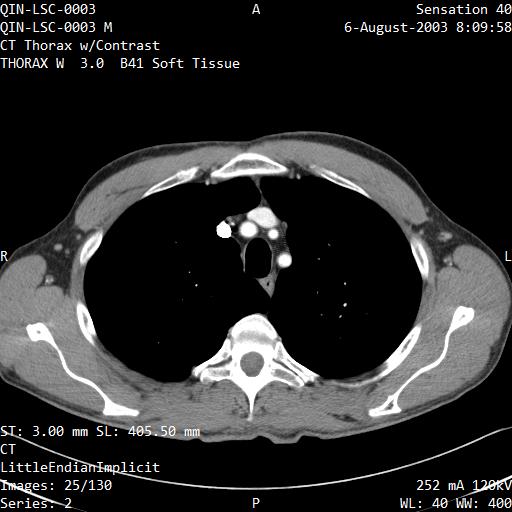 QIN-LSC-0003 A Sensation 40
QIN-LSC-0003 M 6-August-2003 8:09:58
CT Thorax w/Contrast
THORAX W 3.0 B41 Soft Tissue
R L
ST: 3.00 mm SL: 405.50 mm
CT
LittleEndianImplicit
Images: 25/130 252 mA 120kV
Series: 2 P WL: 40 WW: 400